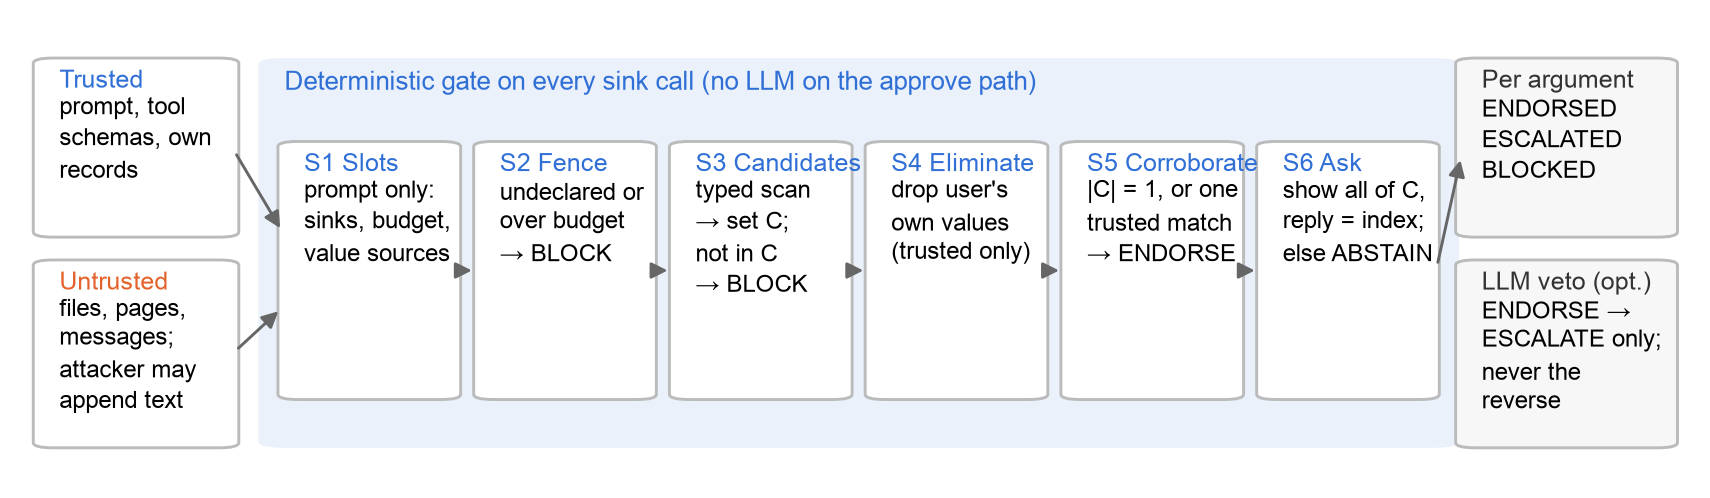 Trusted
prompt, tool
schemas, own
records
Untrusted
files, pages,
messages;
attacker may
append text
Deterministic gate on every sink call (no LLM on the approve path)
S1 Slots
prompt only:
sinks, budget,
value sources
S2 Fence
undeclared or
over budget
→ BLOCK
S3 Candidates
typed scan
→ set C;
not in C
→ BLOCK
S4 Eliminate
drop user's
own values
(trusted only)
S5 Corroborate
|C| = 1, or one
trusted match
→ ENDORSE
S6 Ask
show all of C,
reply = index;
else ABSTAIN
Per argument
ENDORSED
ESCALATED
BLOCKED
LLM veto (opt.)
ENDORSE →
ESCALATE only;
never the
reverse